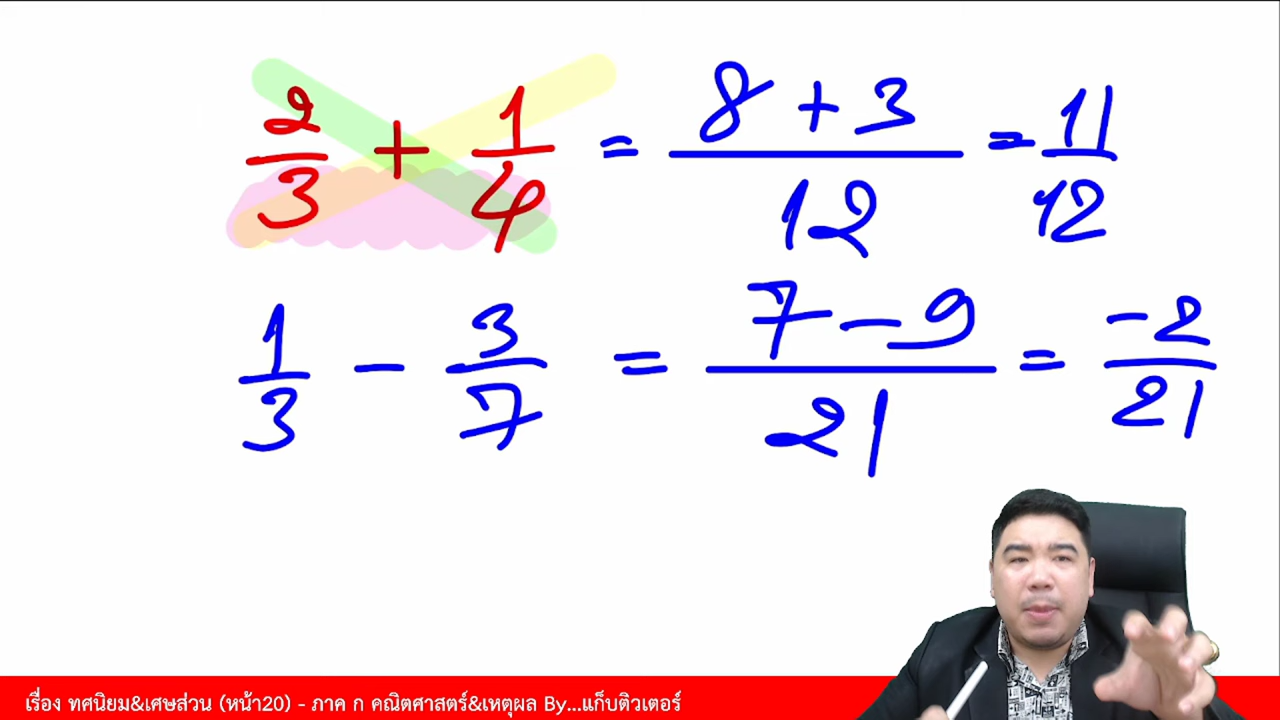 2/3 + 1/4 = 8 + 3/12 = 11/12
1/3 - 3/7 = 7 - 9/21 = -2/21
เรื่อง ทศนิยม&เศษส่วน (หน้า20) - ภาค ก คณิตศาสตร์&เหตุผล By...แก๊บติวเตอร์